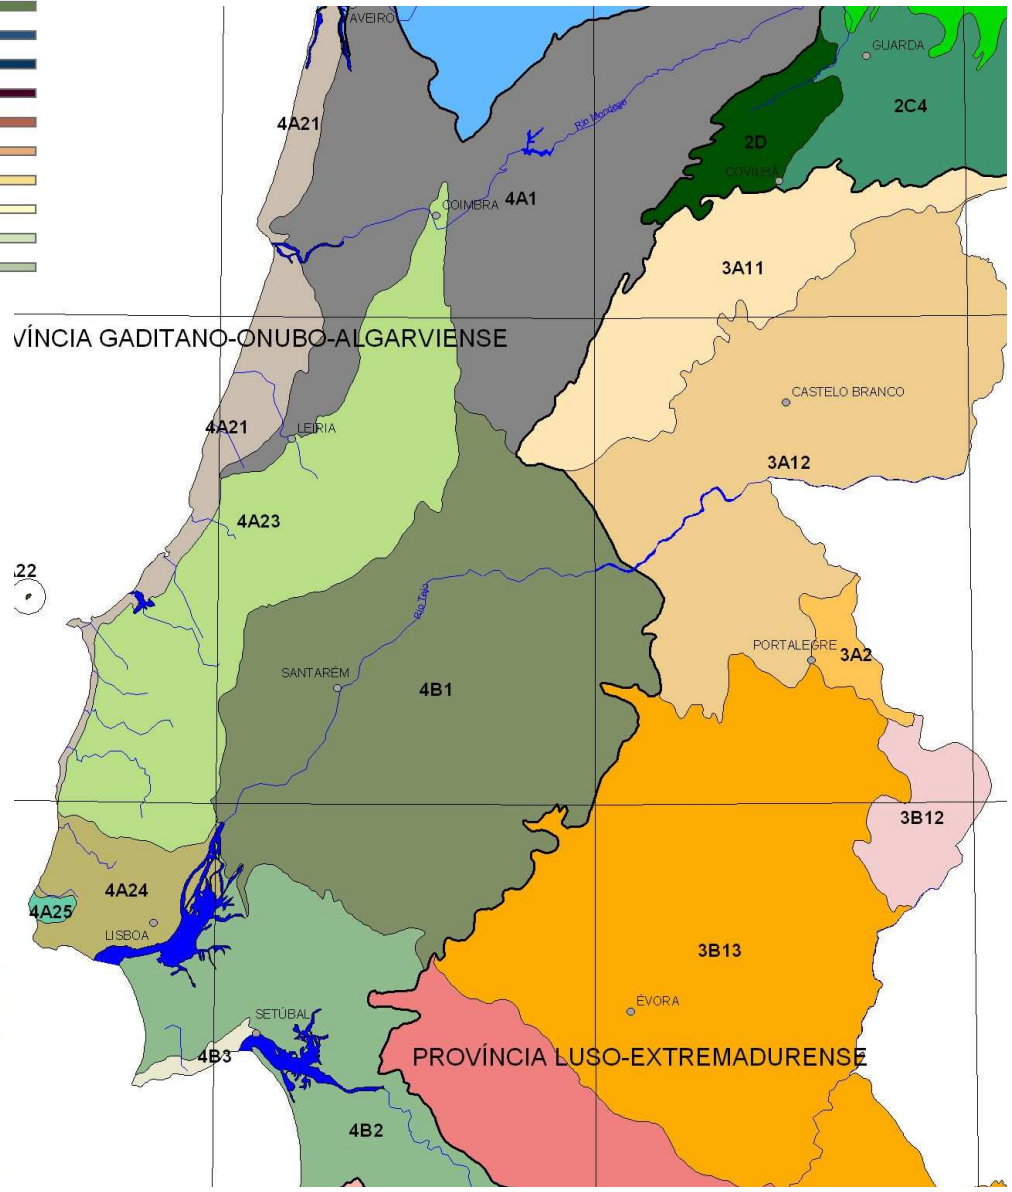 AVEIRO
GUARDA
2C4
4A21
Rio Mondego
2D
COVILHÃ
COIMBRA
4A1
3A11
VÍNCIA GADITANO-ONUBO-ALGARVIENSE
CASTELO BRANCO
4A21
LEIRIA
3A12
4A23
A22
Rio Tejo
PORTALEGRE
3A2
SANTARÉM
4B1
3B12
4A24
4A25
LISBOA
3B13
ÉVORA
SETÚBAL
4B3
PROVÍNCIA LUSO-EXTREMADURENSE
4B2